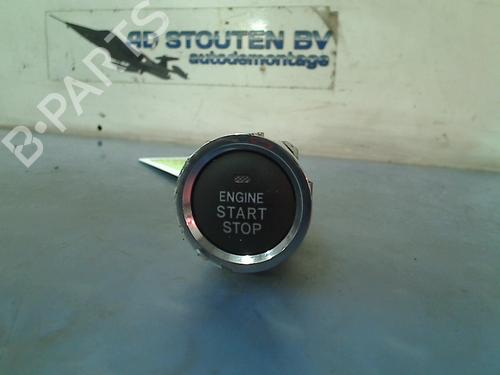 AD STOUTEN BV
autodemontage
B-PARTS
ENGINE
START
STOP